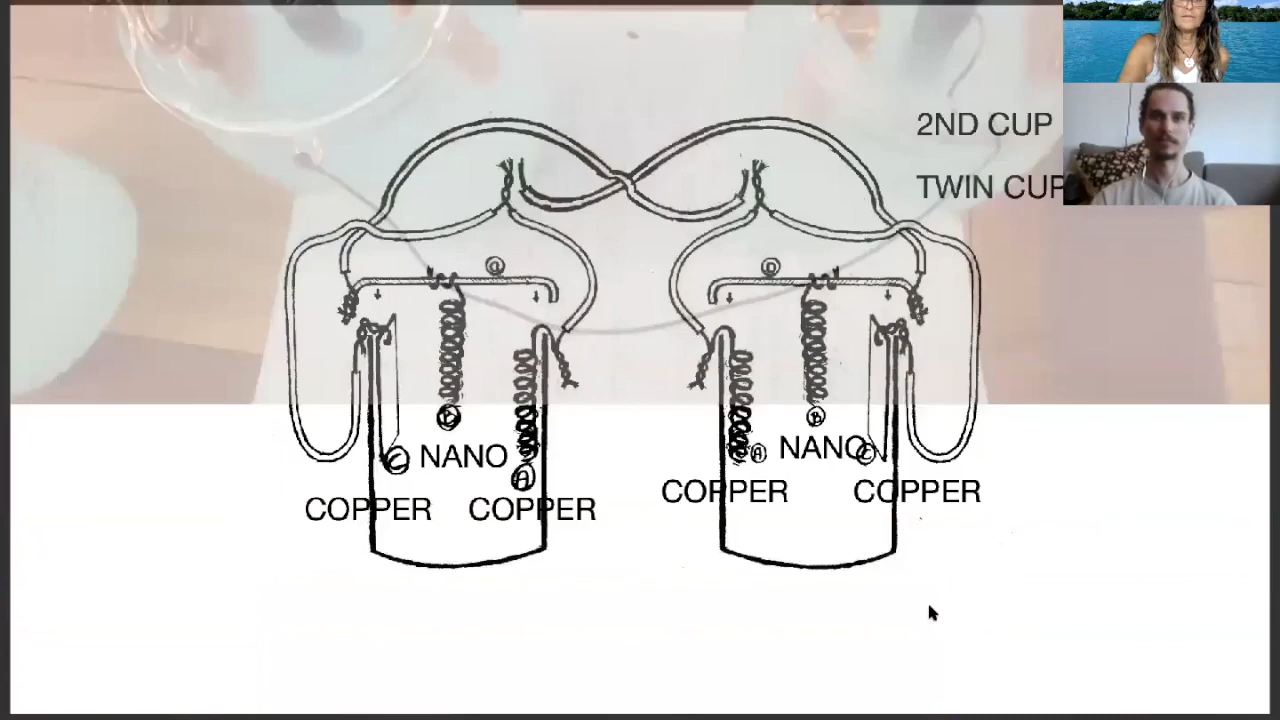 2ND CUP
TWIN CUP
D
D
B
NANO
C
A
COPPER
COPPER
B
NANO
A
C
COPPER
COPPER